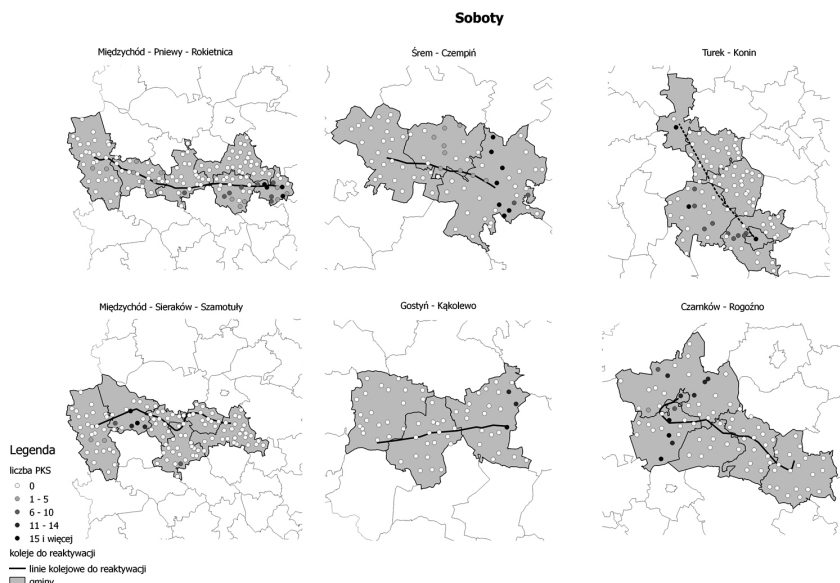 Soboty
Międzychód - Pniewy - Rokietnica
Śrem - Czempiń
Turek - Konin
Międzychód - Sieraków - Szamotuły
Gostyń - Kąkolewo
Czarnków - Rogoźno
Legenda
liczba PKS
0
1 - 5
6 - 10
11 - 14
15 i więcej
koleje do reaktywacji
linie kolejowe do reaktywacji
gminy